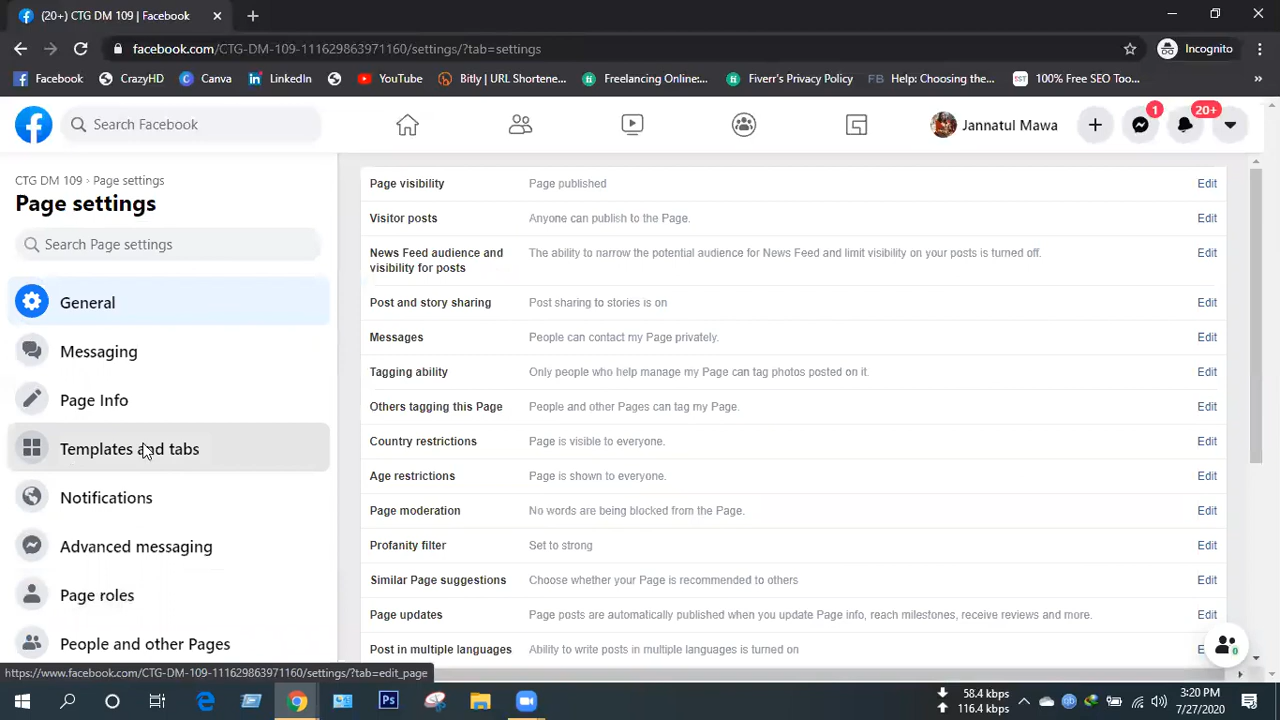 (20+) CTG DM 109 | Facebook
facebook.com/CTG-DM-109-111629863971160/settings/?tab=settings
Incognito
Facebook
CrazyHD
Canva
LinkedIn
YouTube
Bitly | URL Shortene...
Freelancing Online:...
Fiverr's Privacy Policy
FB Help: Choosing the...
100% Free SEO Too...
Search Facebook
Jannatul Mawa
1
20+
CTG DM 109 › Page settings
Page settings
Search Page settings
General
Messaging
Page Info
Templates and tabs
Notifications
Advanced messaging
Page roles
People and other Pages
Page visibility Page published Edit
Visitor posts Anyone can publish to the Page. Edit
News Feed audience and The ability to narrow the potential audience for News Feed and limit visibility on your posts is turned off. Edit
visibility for posts
Post and story sharing Post sharing to stories is on Edit
Messages People can contact my Page privately. Edit
Tagging ability Only people who help manage my Page can tag photos posted on it. Edit
Others tagging this Page People and other Pages can tag my Page. Edit
Country restrictions Page is visible to everyone. Edit
Age restrictions Page is shown to everyone. Edit
Page moderation No words are being blocked from the Page. Edit
Profanity filter Set to strong Edit
Similar Page suggestions Choose whether your Page is recommended to others Edit
Page updates Page posts are automatically published when you update Page info, reach milestones, receive reviews and more. Edit
Post in multiple languages Ability to write posts in multiple languages is turned on Edit
0
https://www.facebook.com/CTG-DM-109-111629863971160/settings/?tab=edit_page
Ps
58.4 kbps
116.4 kbps
qb
3:20 PM
7/27/2020